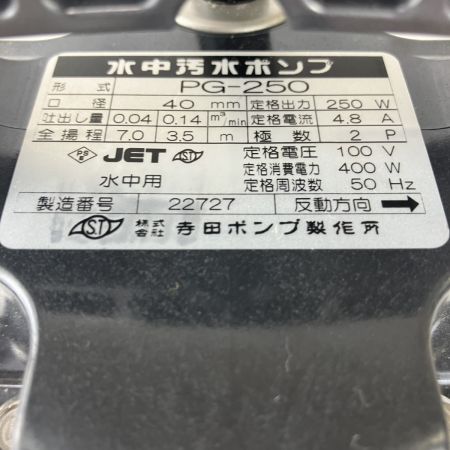 水中汚水ポンプ
形式 PG-250
口径 40 mm 定格出力 250 W
吐出し量 0.04 0.14 m³/min 定格電流 4.8 A
全揚程 7.0 3.5 m 極数 2 P
PS E JET ST 定格電圧 100 V
水中用 定格消費電力 400 W
定格周波数 50 Hz
製造番号 22727 反動方向 →
ST 株式会社 寺田ポンプ製作所